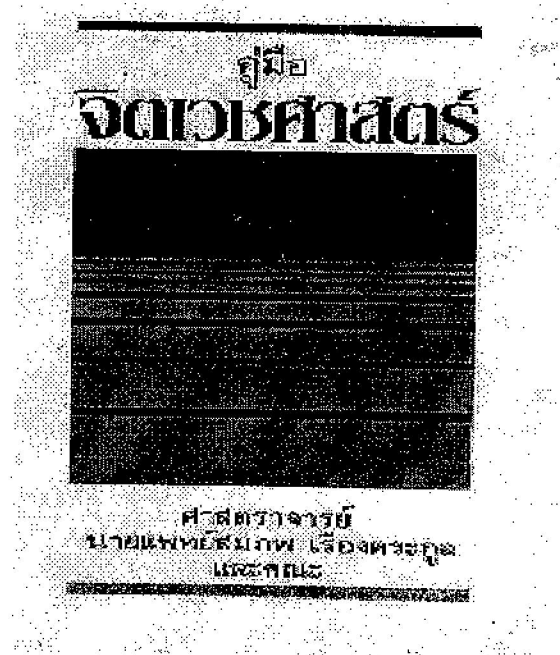 คู่มือ
จิตเวชศาสตร์
ศาสตราจารย์
นายแพทย์สมภพ เรืองตระกูล
และคณะ